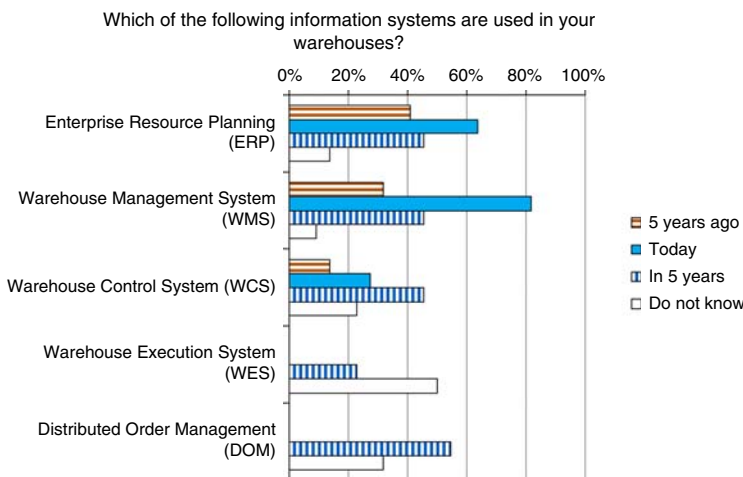 Which of the following information systems are used in your
warehouses?
0% 20% 40% 60% 80% 100%
Enterprise Resource Planning
(ERP)
Warehouse Management System
(WMS)
Warehouse Control System (WCS)
Warehouse Execution System
(WES)
Distributed Order Management
(DOM)
5 years ago
Today
In 5 years
Do not know